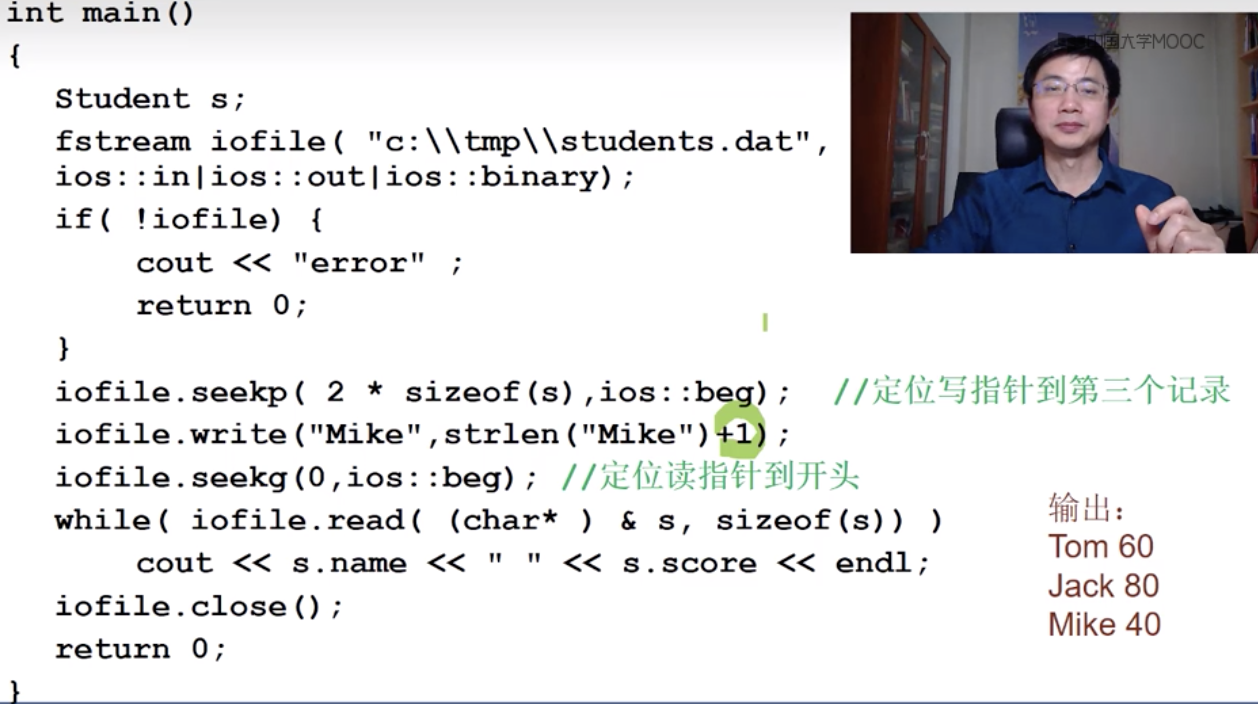 int main()
{
Student s;
fstream iofile( "c:\\tmp\\students.dat",
ios::in|ios::out|ios::binary);
if( !iofile) {
cout << "error" ;
return 0;
}
iofile.seekp( 2 * sizeof(s),ios::beg); //定位写指针到第三个记录
iofile.write("Mike",strlen("Mike")+1);
iofile.seekg(0,ios::beg); //定位读指针到开头
while( iofile.read( (char* ) & s, sizeof(s)) )
cout << s.name << " " << s.score << endl;
iofile.close();
return 0;
}
中国大学MOOC
输出：
Tom 60
Jack 80
Mike 40